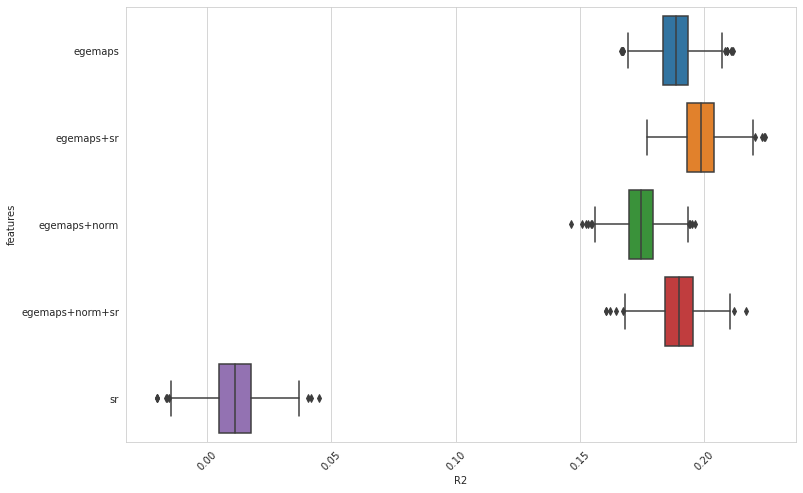 egemaps
egemaps+sr
egemaps+norm
egemaps+norm+sr
sr
features
0.00
0.05
0.10
0.15
0.20
R2